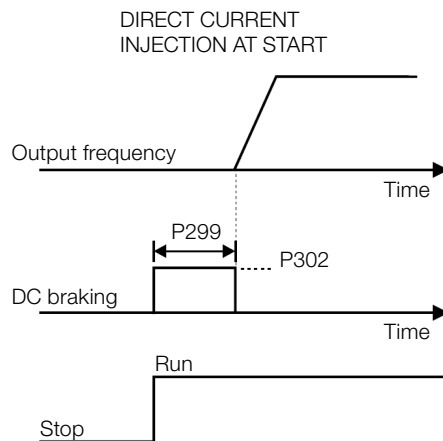 DIRECT CURRENT
INJECTION AT START
Output frequency
Time
P299
P302
DC braking
Time
Run
Stop